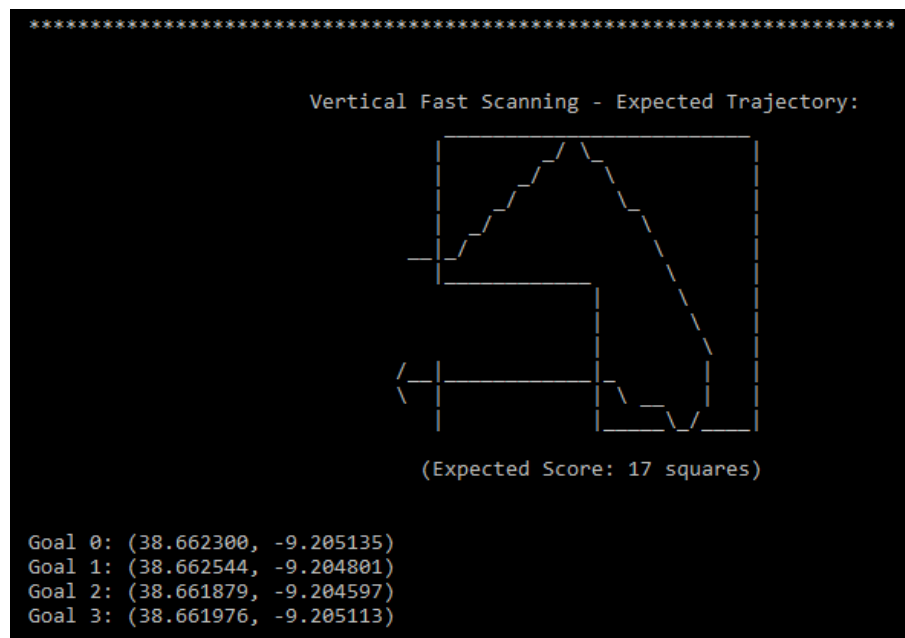 Vertical Fast Scanning - Expected Trajectory:
(Expected Score: 17 squares)
Goal 0: (38.662300, -9.205135)
Goal 1: (38.662544, -9.204801)
Goal 2: (38.661879, -9.204597)
Goal 3: (38.661976, -9.205113)